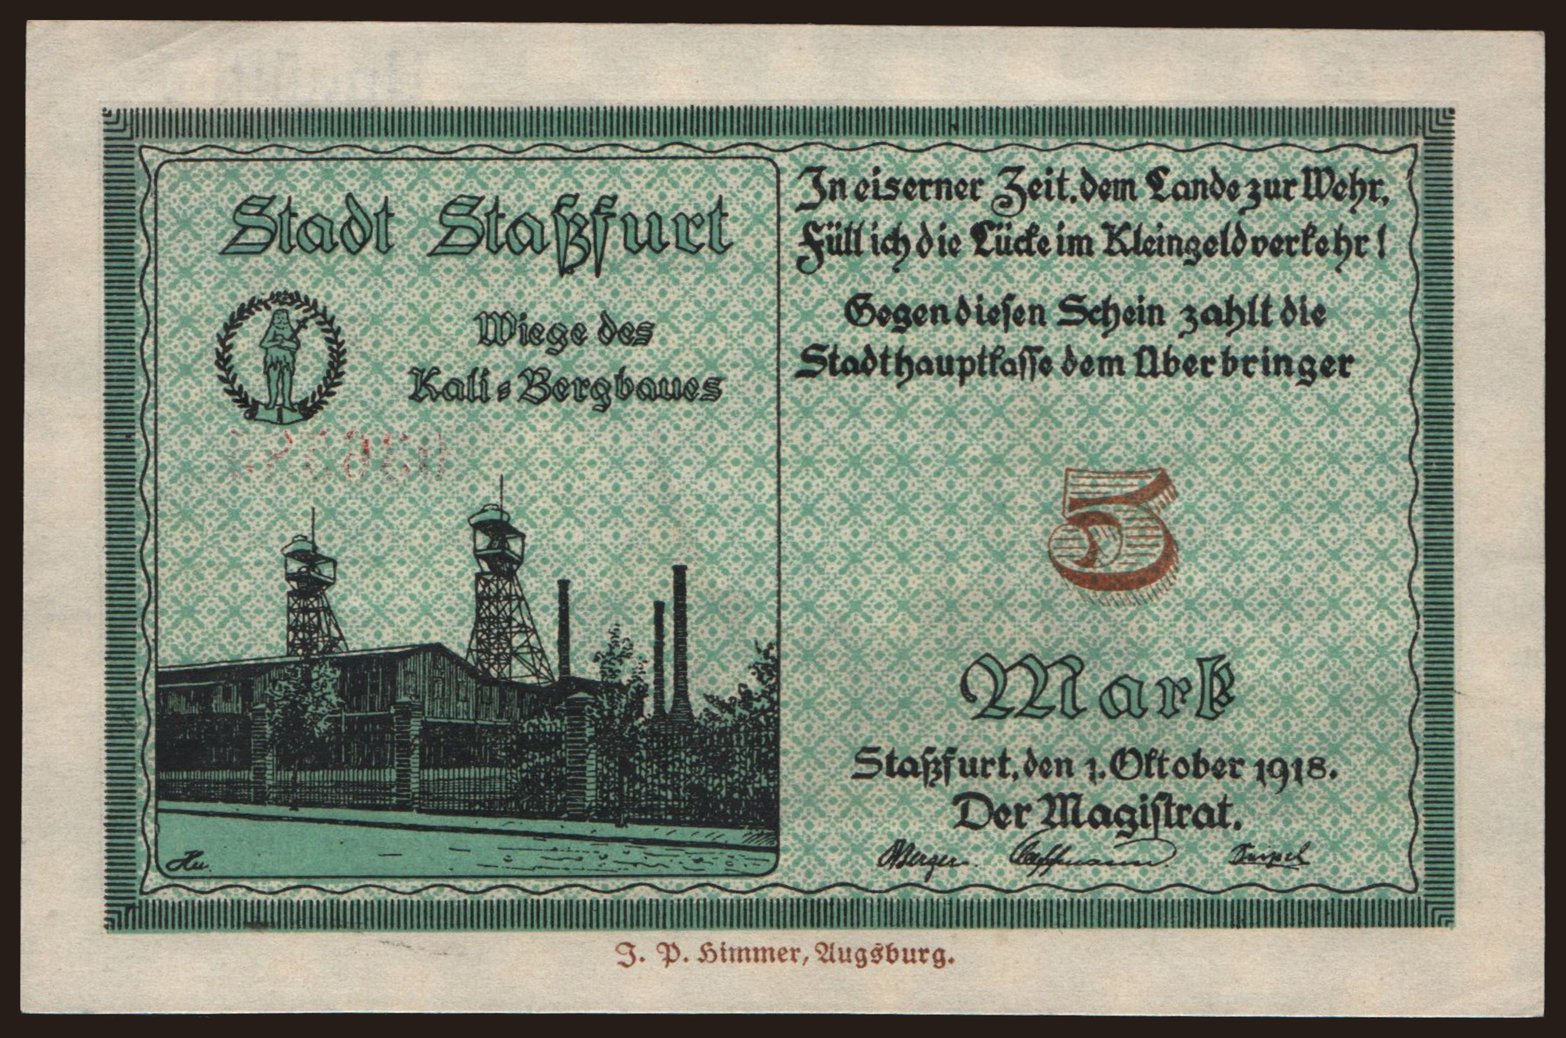 Stadt Staßfurt
Wiege des
Kali-Bergbaues
In eiserner Zeit, dem Lande zur Wehr,
Füll ich die Lücke im Kleingeldverkehr!
Gegen diesen Schein zahlt die
Stadthauptkasse dem Überbringer
5
Mark
Staßfurt, den 1. Oktober 1918.
Der Magistrat.
Berger
J. P. Himmer, Augsburg.